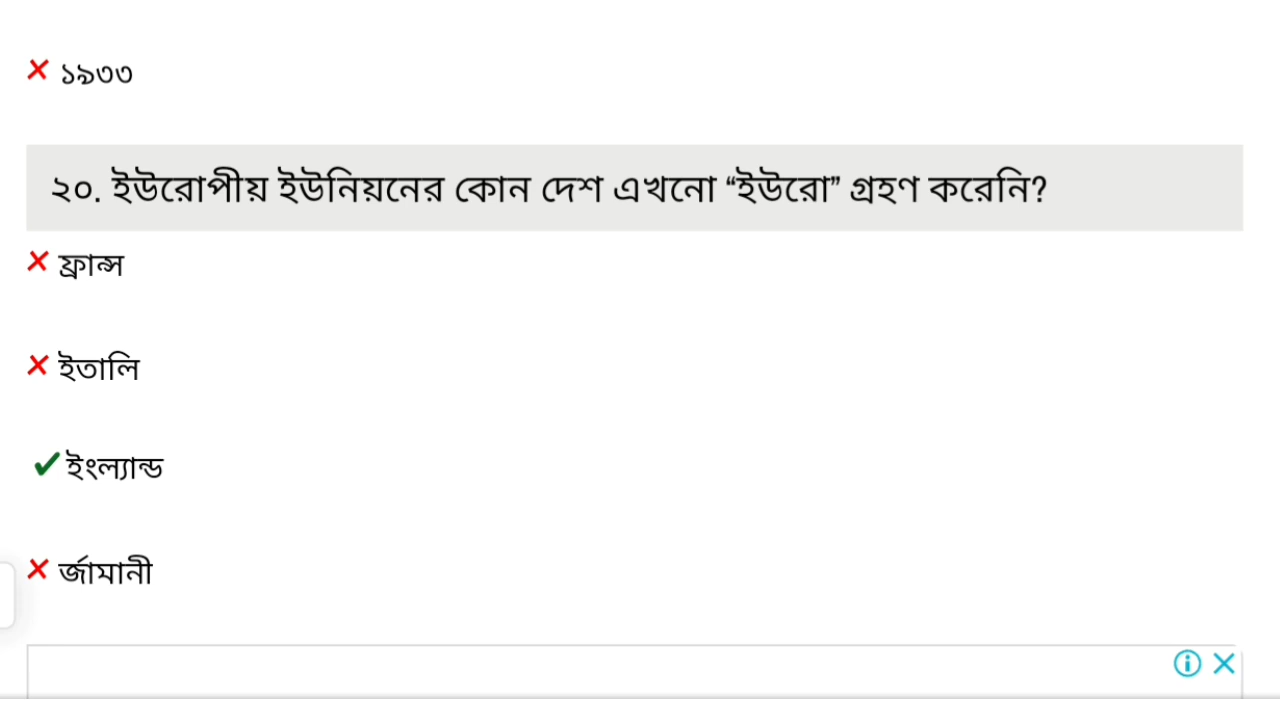 ১৯৩৩
২০. ইউরোপীয় ইউনিয়নের কোন দেশ এখনো “ইউরো” গ্রহণ করেনি?
ফ্রান্স
ইতালি
ইংল্যান্ড
র্জামানী